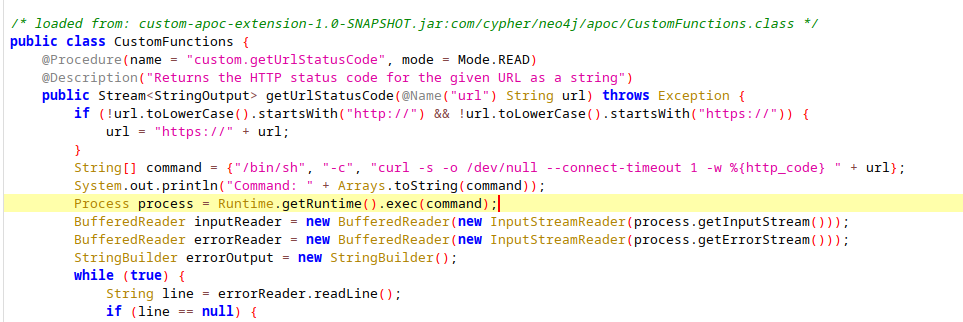 /* loaded from: custom-apoc-extension-1.0-SNAPSHOT.jar:com/cypher/neo4j/apoc/CustomFunctions.class */
public class CustomFunctions {
    @Procedure(name = "custom.getUrlStatusCode", mode = Mode.READ)
    @Description("Returns the HTTP status code for the given URL as a string")
    public Stream<StringOutput> getUrlStatusCode(@Name("url") String url) throws Exception {
        if (!url.toLowerCase().startsWith("http://") && !url.toLowerCase().startsWith("https://")) {
            url = "https://" + url;
        }
        String[] command = {"/bin/sh", "-c", "curl -s -o /dev/null --connect-timeout 1 -w %{http_code} " + url};
        System.out.println("Command: " + Arrays.toString(command));
        Process process = Runtime.getRuntime().exec(command);
        BufferedReader inputReader = new BufferedReader(new InputStreamReader(process.getInputStream()));
        BufferedReader errorReader = new BufferedReader(new InputStreamReader(process.getErrorStream()));
        StringBuilder errorOutput = new StringBuilder();
        while (true) {
            String line = errorReader.readLine();
            if (line == null) {